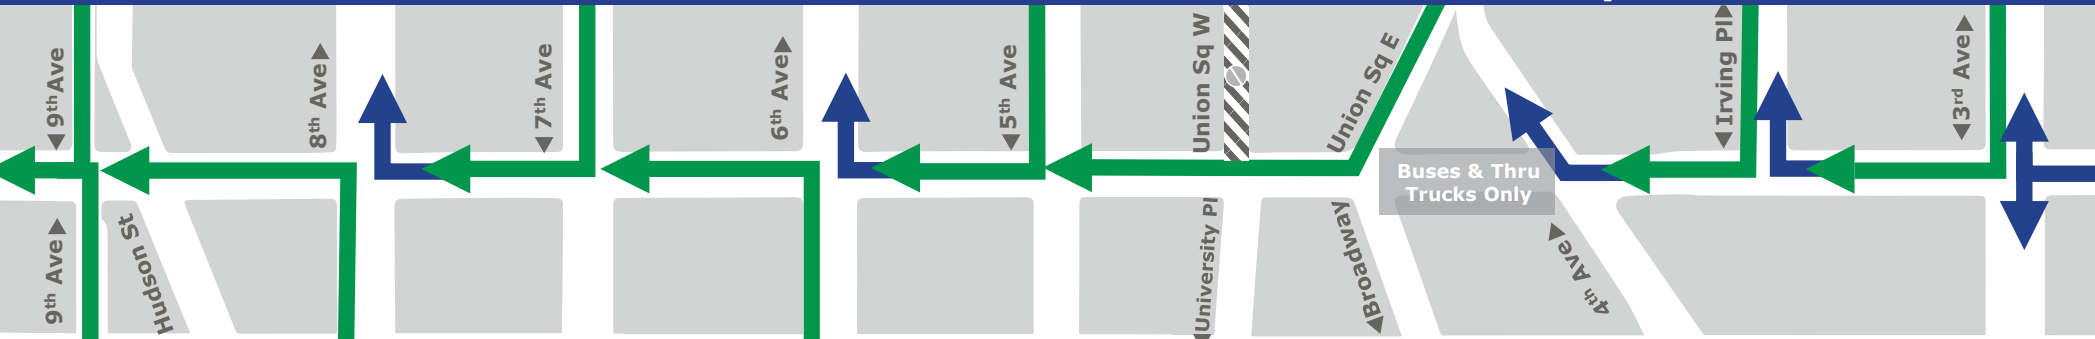 9th Ave
8th Ave
7th Ave
6th Ave
5th Ave
Union Sq W
Union Sq E
Irving Pl
3rd Ave
Buses & Thru
Trucks Only
9th Ave
Hudson St
University Pl
Broadway
4th Ave